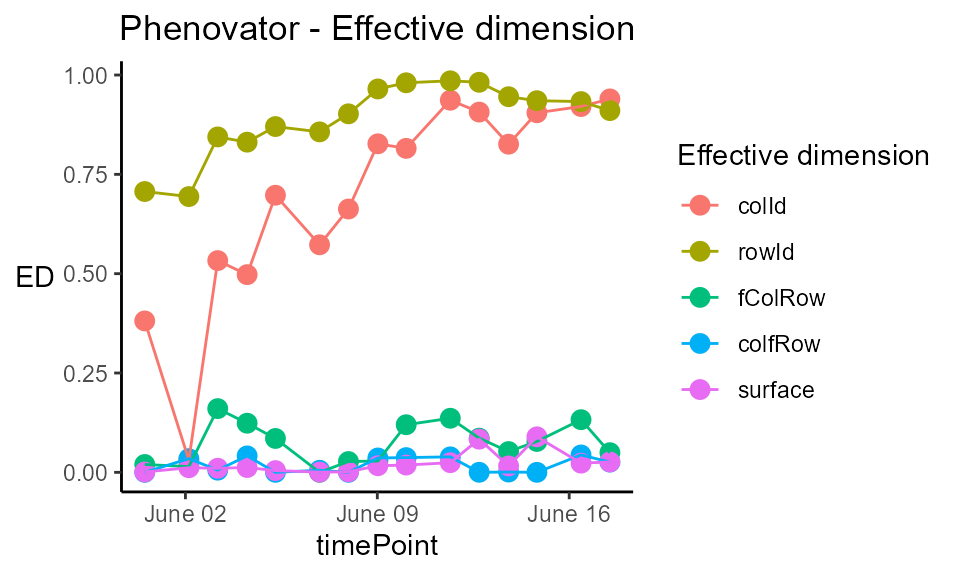 Phenovator - Effective dimension
1.00
0.75
0.50
0.25
0.00
ED
June 02
June 09
June 16
timePoint
Effective dimension
colId
rowId
fColRow
colfRow
surface